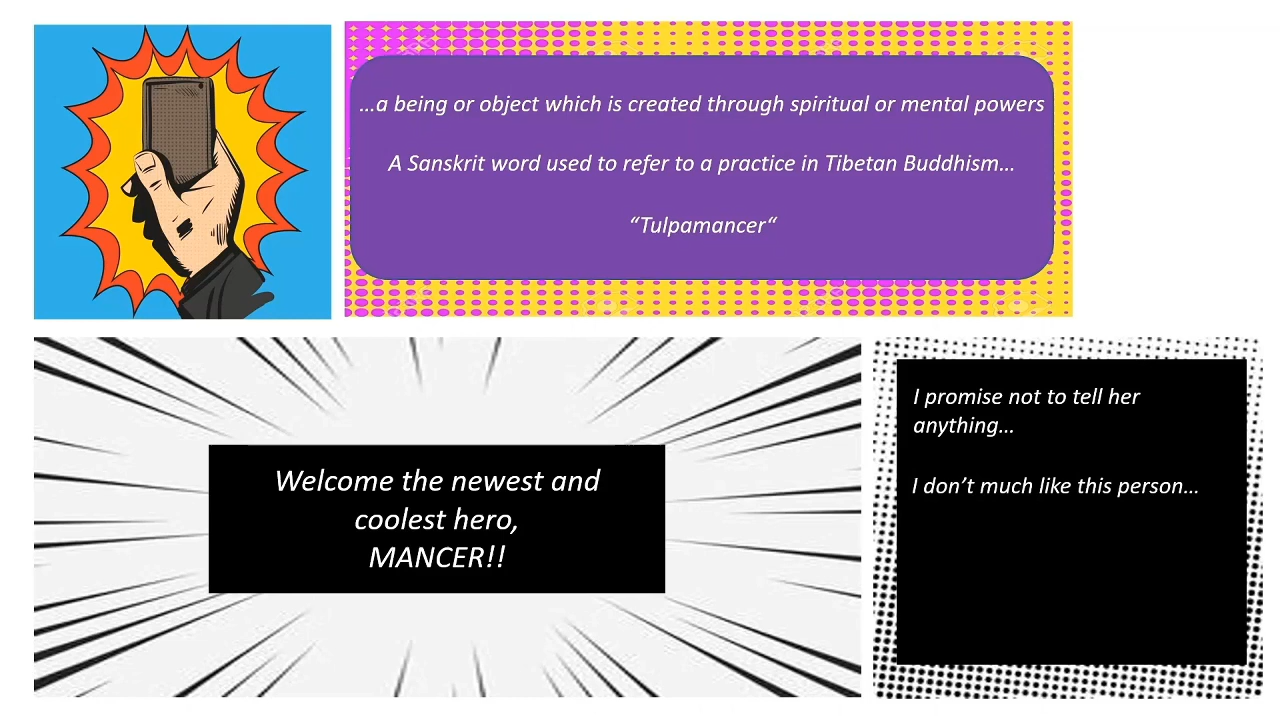 …a being or object which is created through spiritual or mental powers
A Sanskrit word used to refer to a practice in Tibetan Buddhism…
“Tulpamancer“
Welcome the newest and
coolest hero,
MANCER!!
I promise not to tell her
anything…
I don’t much like this person…